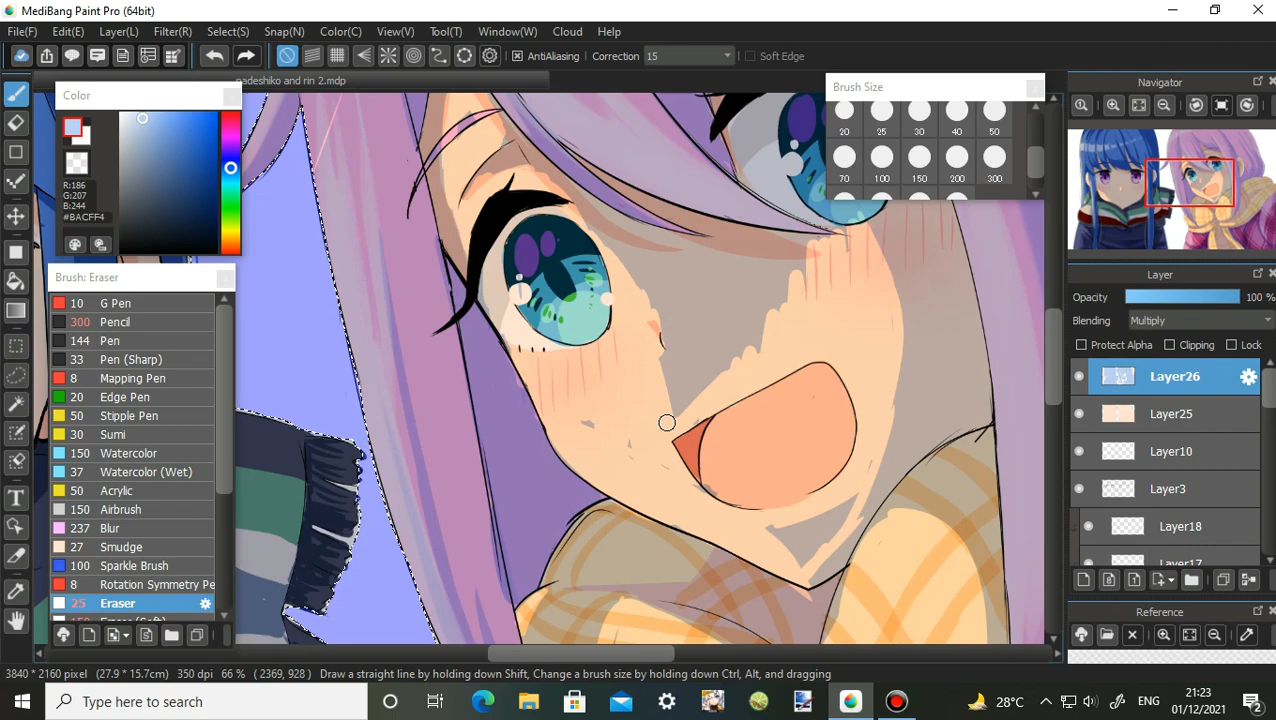 MediBang Paint Pro (64bit)
File(F) Edit(E) Layer(L) Filter(R) Select(S) Snap(N) Color(C) View(V) Tool(T) Window(W) Cloud Help
AntiAliasing Correction 15 Soft Edge
nadeshiko and rin 2.mdp
Color
R:186
G:207
B:244
#BACFF4
Brush: Eraser
10 G Pen
300 Pencil
144 Pen
33 Pen (Sharp)
8 Mapping Pen
20 Edge Pen
50 Stipple Pen
30 Sumi
150 Watercolor
37 Watercolor (Wet)
50 Acrylic
150 Airbrush
237 Blur
27 Smudge
100 Sparkle Brush
8 Rotation Symmetry Pe
25 Eraser
Brush Size
20 25 30 40 50
70 100 150 200 300
Navigator
Layer
Opacity 100 %
Blending Multiply
Protect Alpha Clipping Lock
Layer26
Layer25
Layer10
Layer3
Layer18
Layer17
Reference
3840 * 2160 pixel (27.9 * 15.7cm) 350 dpi 66 % ( 2369, 928 ) Draw a straight line by holding down Shift, Change a brush size by holding down Ctrl, Alt, and dragging
Type here to search
28°C
ENG
21:23
01/12/2021
2